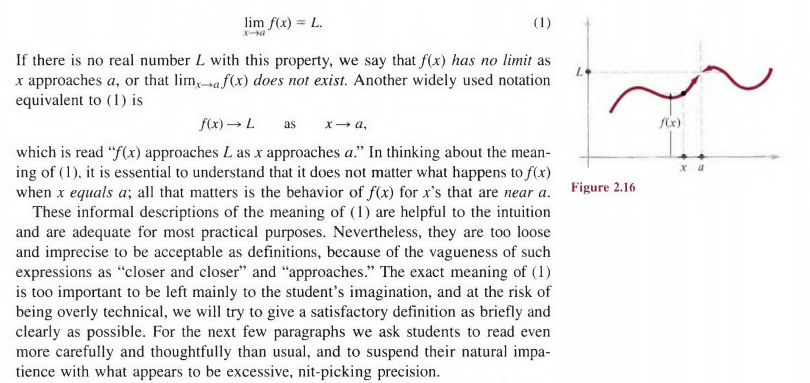 lim f(x) = L. (1)
x→a
If there is no real number L with this property, we say that f(x) has no limit as
x approaches a, or that limx→a f(x) does not exist. Another widely used notation
equivalent to (1) is
f(x) → L as x → a,
which is read “f(x) approaches L as x approaches a.” In thinking about the mean-
ing of (1), it is essential to understand that it does not matter what happens to f(x)
when x equals a; all that matters is the behavior of f(x) for x's that are near a.
These informal descriptions of the meaning of (1) are helpful to the intuition
and are adequate for most practical purposes. Nevertheless, they are too loose
and imprecise to be acceptable as definitions, because of the vagueness of such
expressions as “closer and closer” and “approaches.” The exact meaning of (1)
is too important to be left mainly to the student's imagination, and at the risk of
being overly technical, we will try to give a satisfactory definition as briefly and
clearly as possible. For the next few paragraphs we ask students to read even
more carefully and thoughtfully than usual, and to suspend their natural impa-
tience with what appears to be excessive, nit-picking precision.
L
f(x)
x a
Figure 2.16